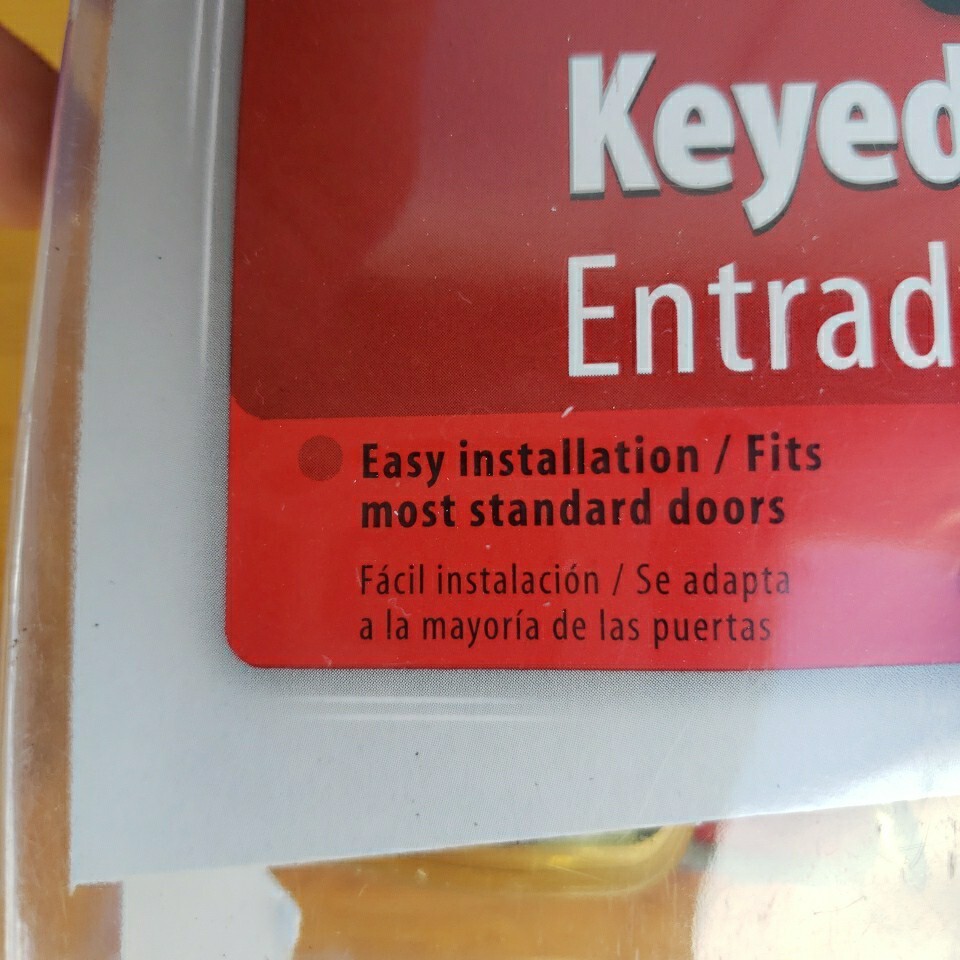 Keyed
Entrad
Easy installation / Fits
most standard doors
Fácil instalación / Se adapta
a la mayoría de las puertas